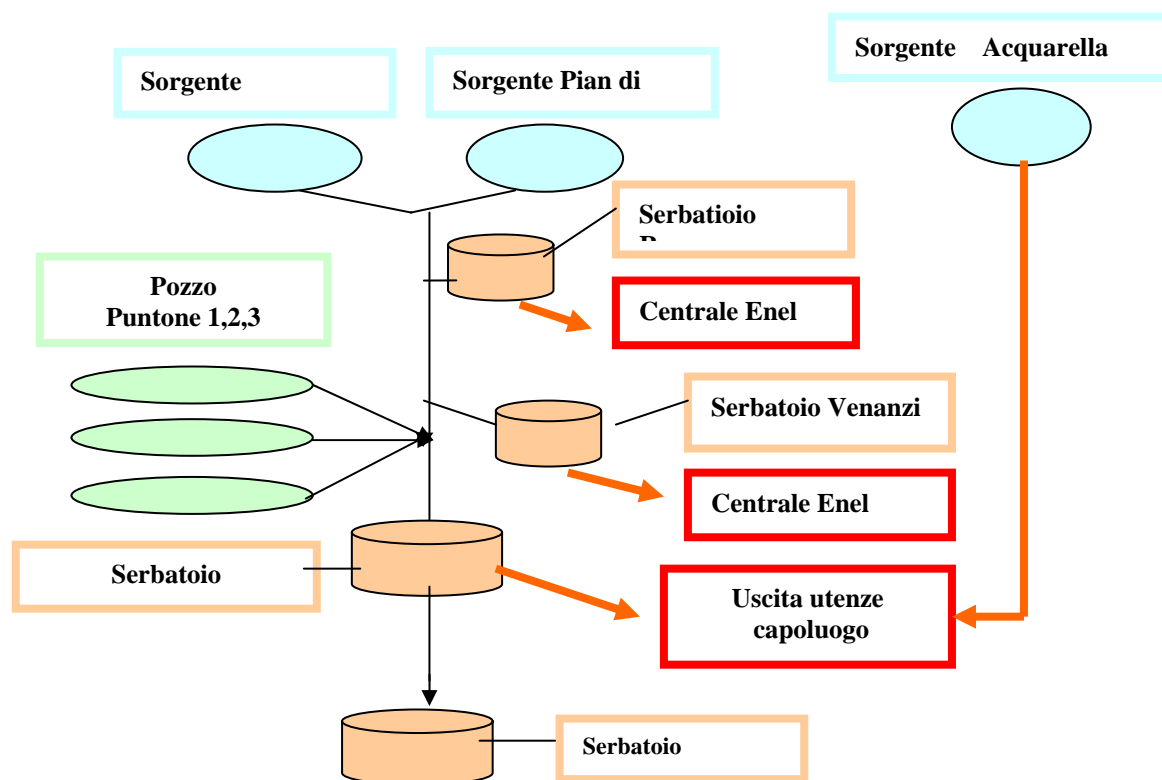 Sorgente Acquarella
Sorgente
Sorgente Pian di
Serbatioio
Pozzo
Puntone 1,2,3
Centrale Enel
Serbatoio Venanzi
Centrale Enel
Serbatoio
Uscita utenze
capoluogo
Serbatoio